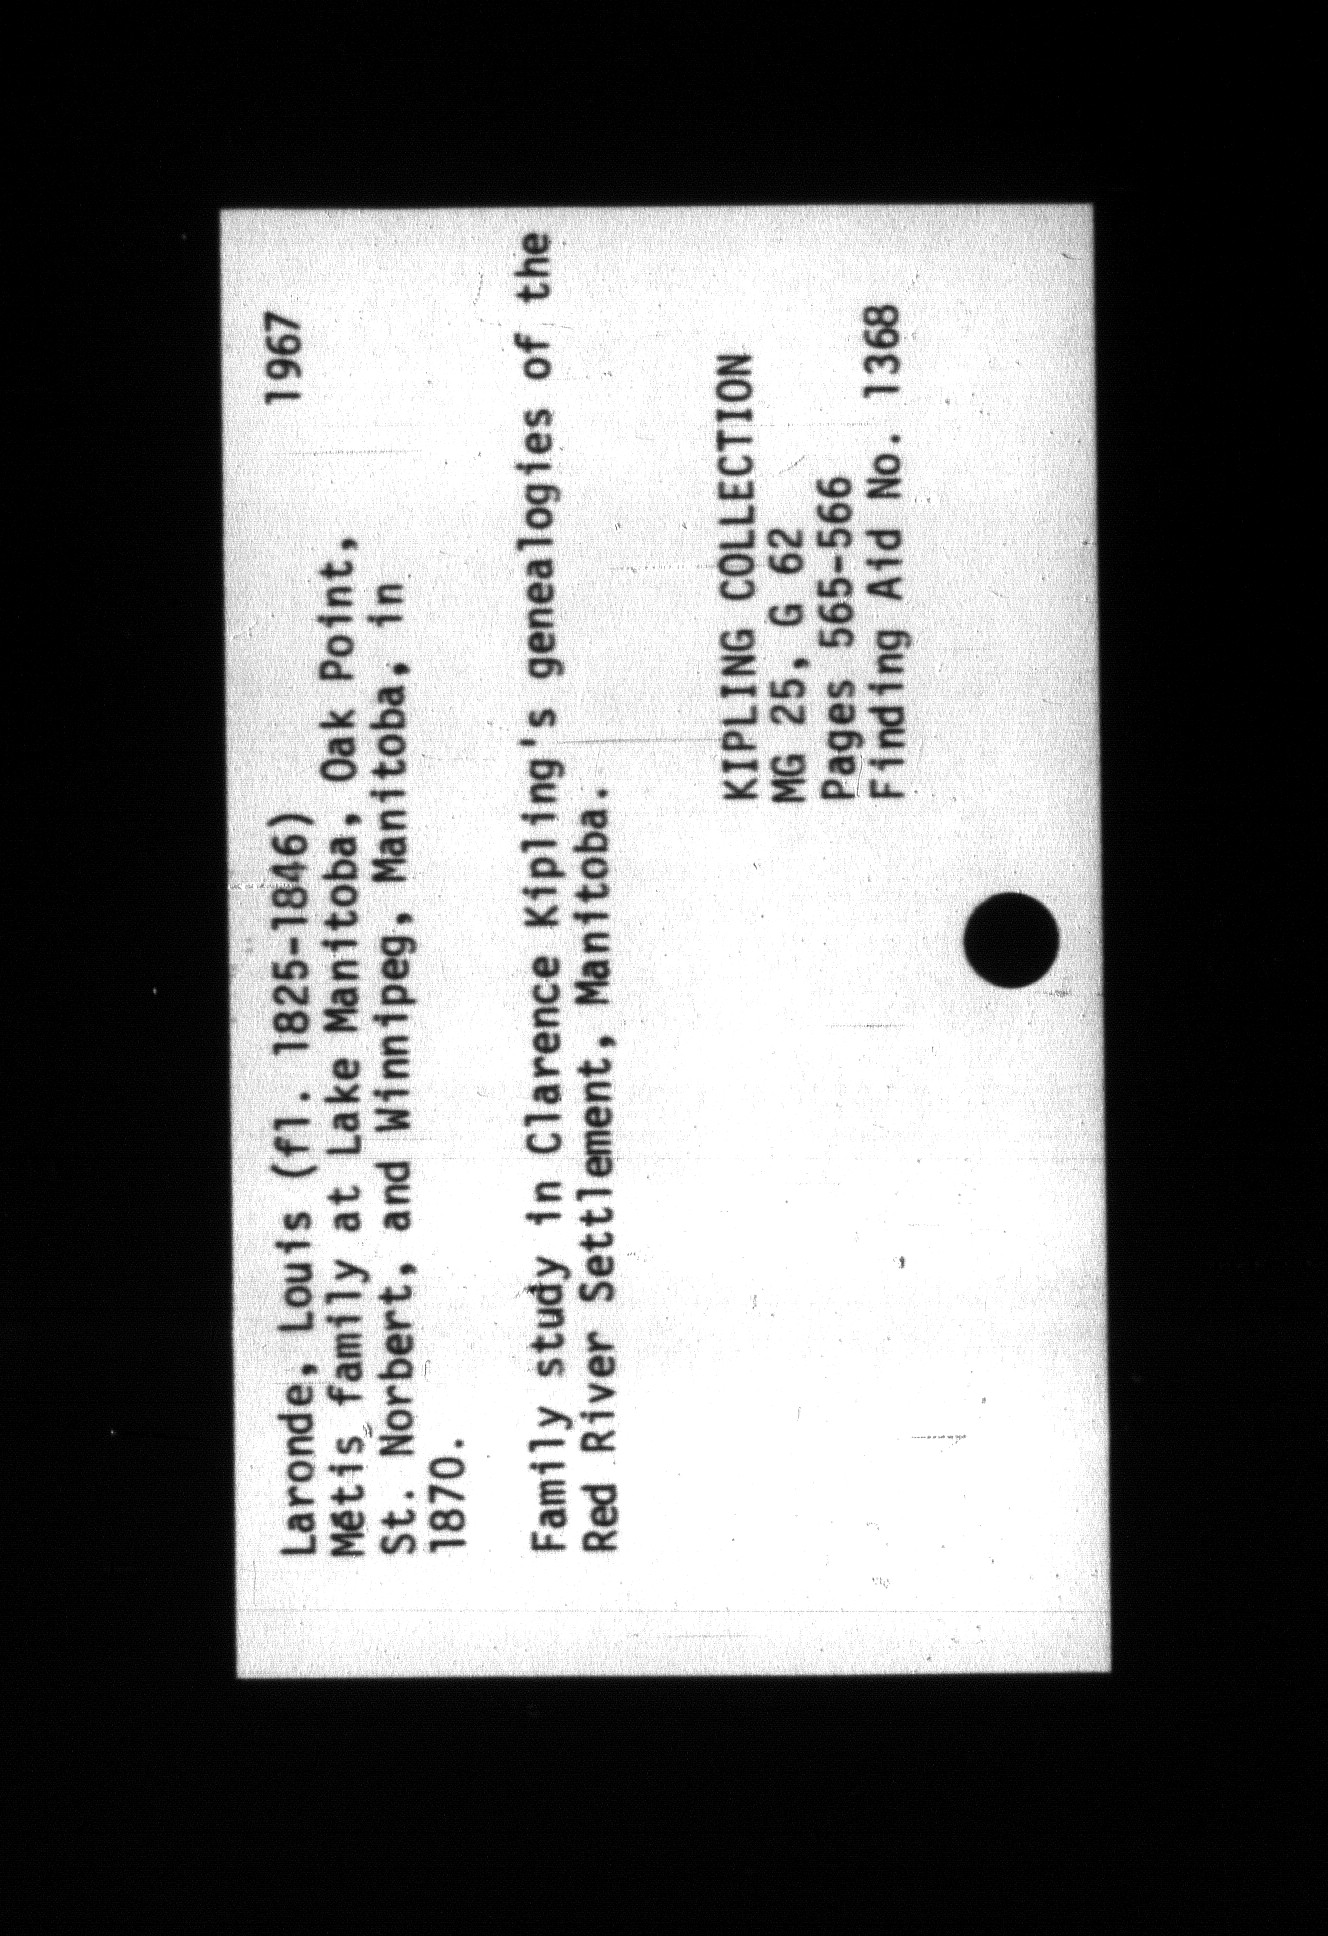 Laronde, Louis (fl. 1825-1846) 1967
Métis family at Lake Manitoba, Oak Point,
St. Norbert, and Winnipeg, Manitoba, in
1870.
Family study in Clarence Kipling's genealogies of the
Red River Settlement, Manitoba.
KIPLING COLLECTION
MG 25, G 62
Pages 565-566
Finding Aid No. 1368